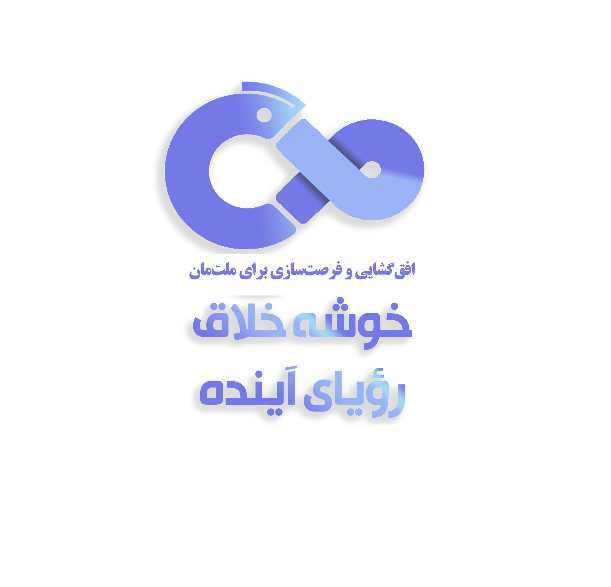 افق‌گشایی و فرصت‌سازی برای ملت‌مان
خوشه خلاق
رؤیای آینده